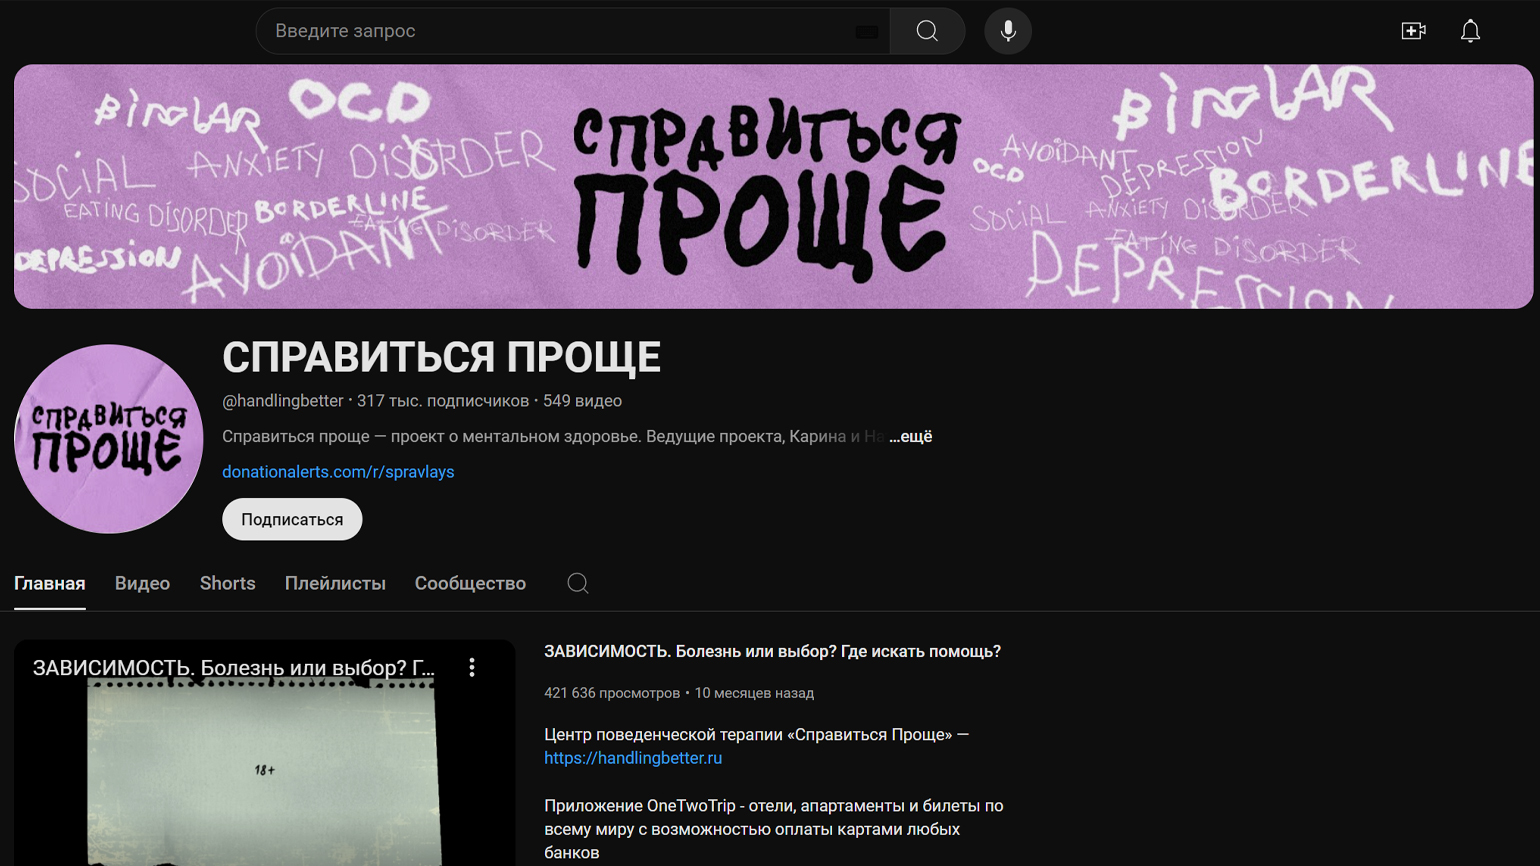 Введите запрос
BIPOLAR OCD
SOCIAL ANXIETY DISORDER
EATING DISORDER BORDERLINE
EATING DISORDER
DEPRESSION AVOIDANT
СПРАВИТЬСЯ
ПРОЩЕ
BIPOLAR
OCD AVOIDANT DEPRESSION
BORDERLINE
SOCIAL ANXIETY DISORDER
EATING DISORDER
DEPRESSION
СПРАВИТЬСЯ
ПРОЩЕ
СПРАВИТЬСЯ ПРОЩЕ
@handlingbetter • 317 тыс. подписчиков • 549 видео
Справиться проще — проект о ментальном здоровье. Ведущие проекта, Карина и На ...ещё
donationalerts.com/r/spravlays
Подписаться
Главная Видео Shorts Плейлисты Сообщество
ЗАВИСИМОСТЬ. Болезнь или выбор? Г...
18+
ЗАВИСИМОСТЬ. Болезнь или выбор? Где искать помощь?
421 636 просмотров • 10 месяцев назад
Центр поведенческой терапии «Справиться Проще» —
https://handlingbetter.ru
Приложение OneTwoTrip - отели, апартаменты и билеты по
всему миру с возможностью оплаты картами любых
банков